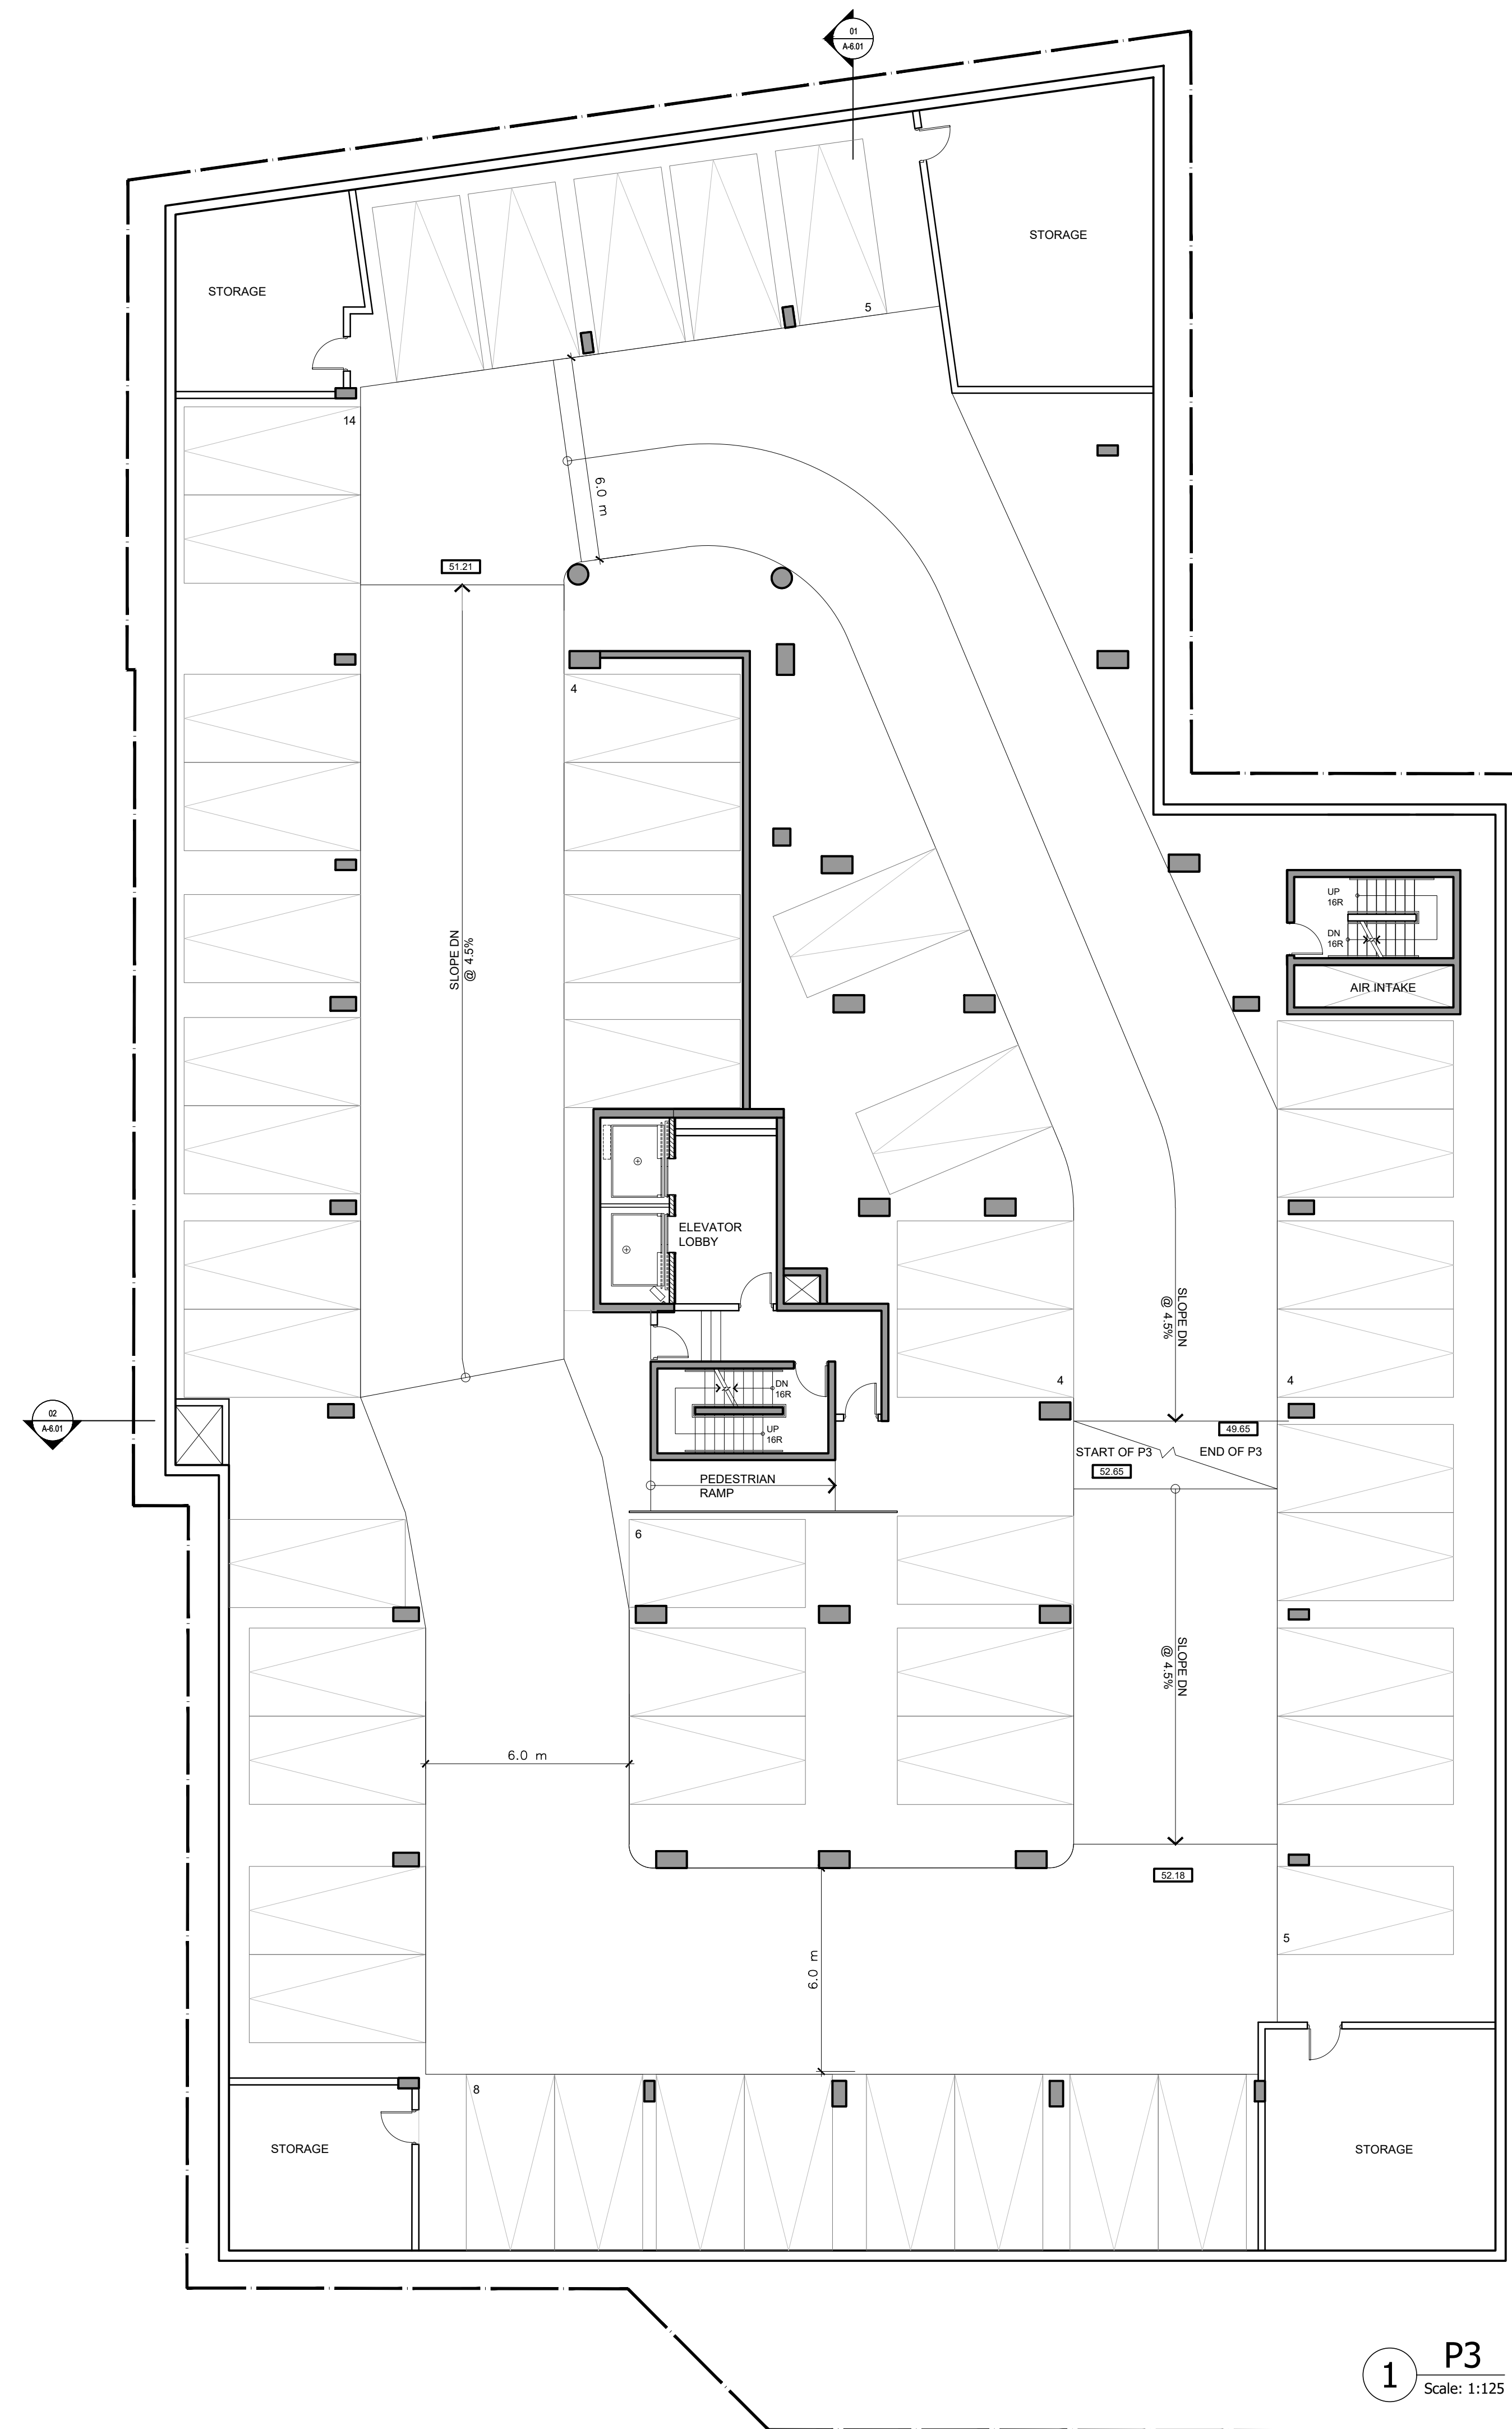 01
A-6.01
STORAGE
STORAGE
5
14
6.0 m
51.21
4
SLOPE DN
@ 4.5%
UP
16R
DN
16R
AIR INTAKE
ELEVATOR
LOBBY
SLOPE DN
@ 4.5%
DN
16R
UP
16R
4
4
02
A-6.01
49.65
START OF P3
END OF P3
52.65
PEDESTRIAN
RAMP
6
SLOPE DN
@ 4.5%
6.0 m
52.18
5
6.0 m
8
STORAGE
STORAGE
1
P3
Scale: 1:125